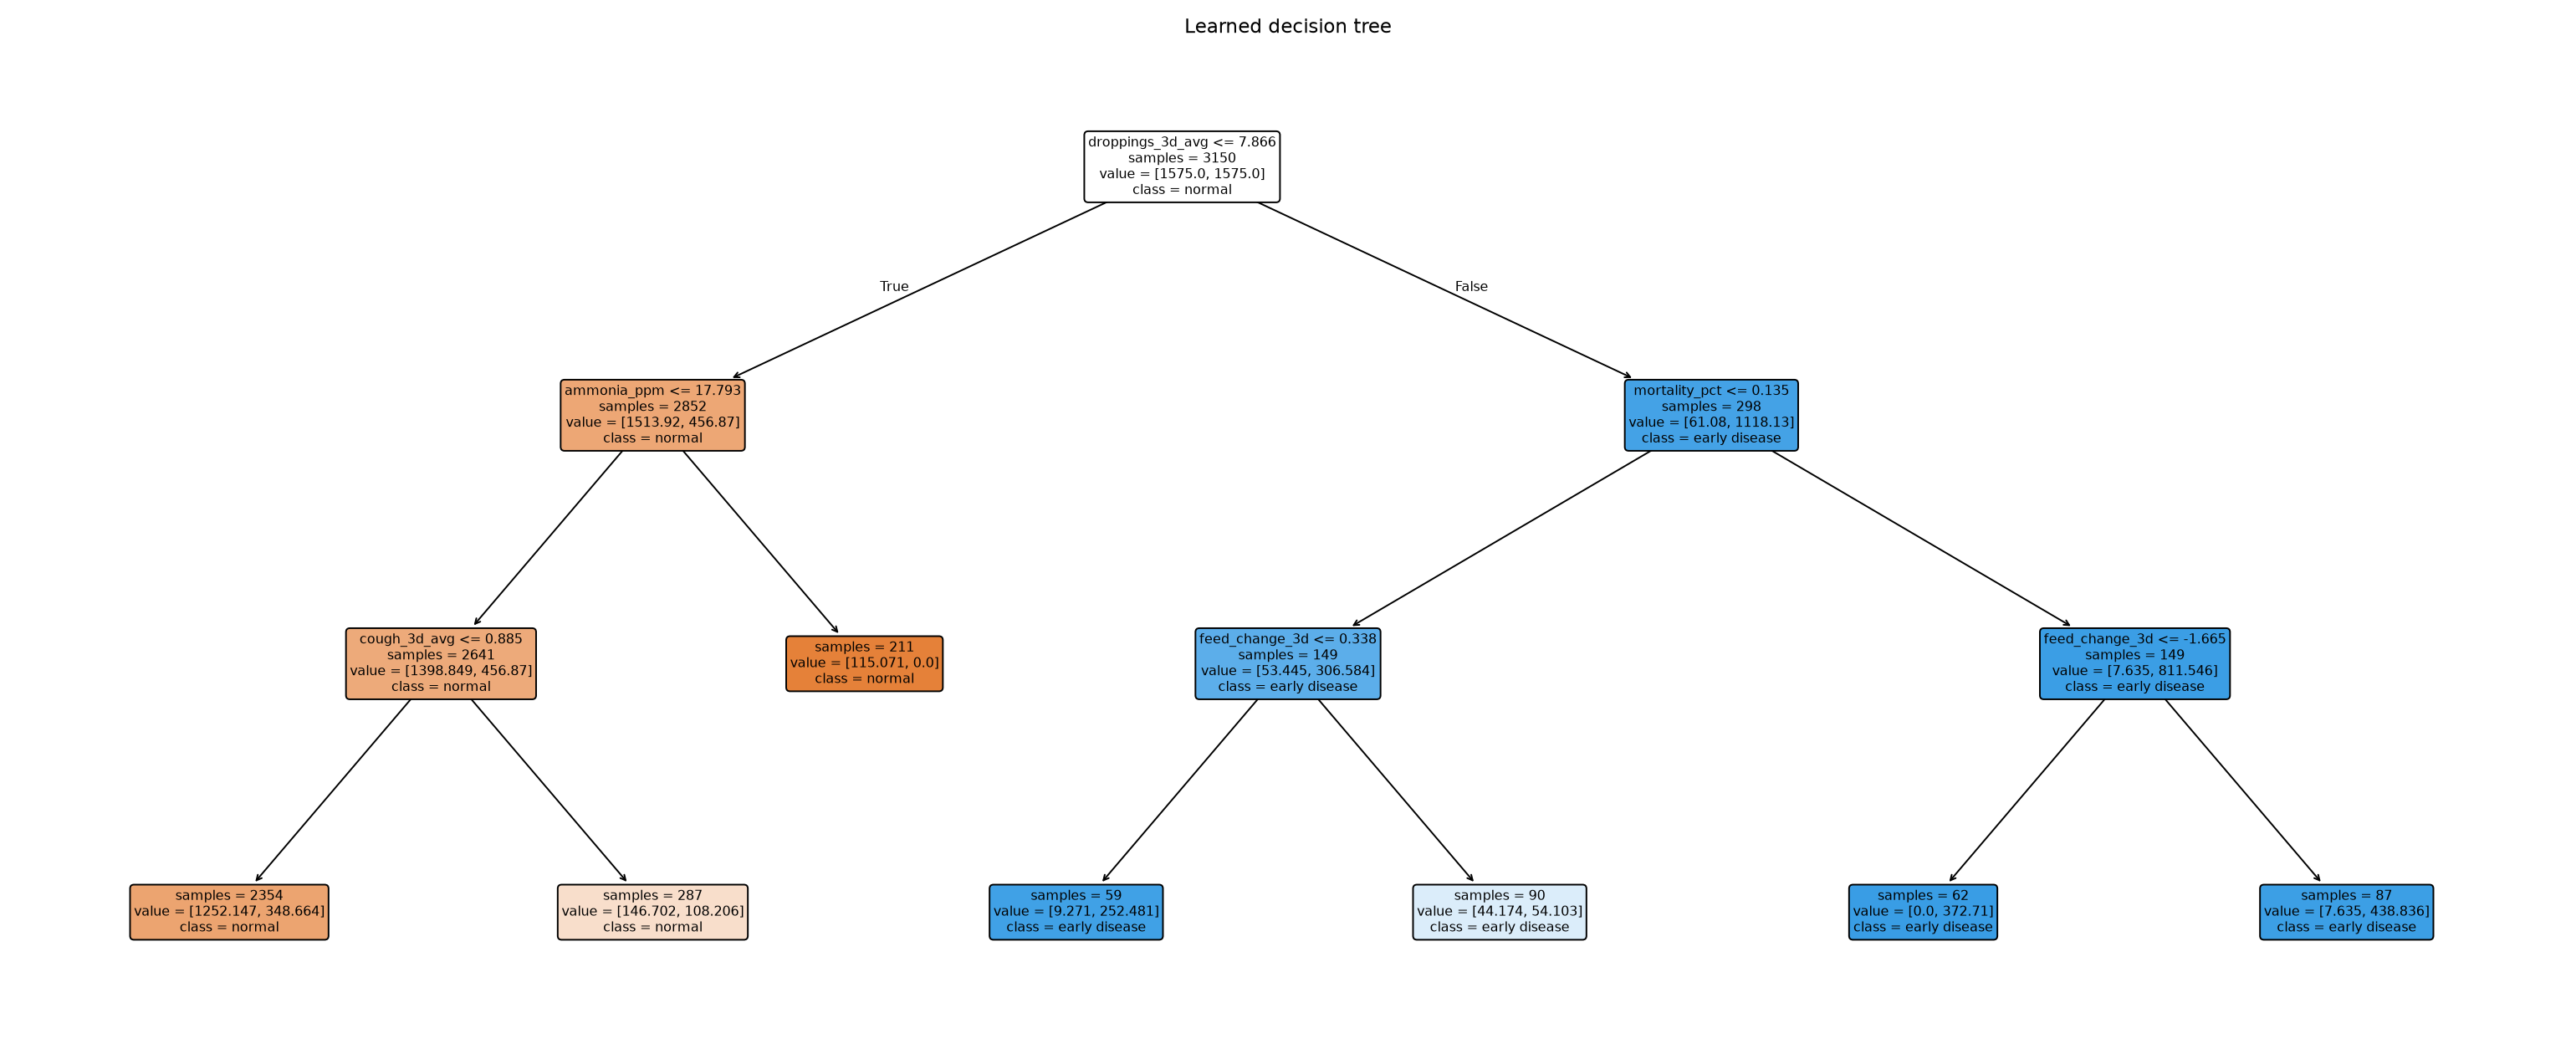 Learned decision tree
droppings_3d_avg <= 7.866
samples = 3150
value = [1575.0, 1575.0]
class = normal
True
False
ammonia_ppm <= 17.793
samples = 2852
value = [1513.92, 456.87]
class = normal
mortality_pct <= 0.135
samples = 298
value = [61.08, 1118.13]
class = early disease
cough_3d_avg <= 0.885
samples = 2641
value = [1398.849, 456.87]
class = normal
samples = 211
value = [115.071, 0.0]
class = normal
feed_change_3d <= 0.338
samples = 149
value = [53.445, 306.584]
class = early disease
feed_change_3d <= -1.665
samples = 149
value = [7.635, 811.546]
class = early disease
samples = 2354
value = [1252.147, 348.664]
class = normal
samples = 287
value = [146.702, 108.206]
class = normal
samples = 59
value = [9.271, 252.481]
class = early disease
samples = 90
value = [44.174, 54.103]
class = early disease
samples = 62
value = [0.0, 372.71]
class = early disease
samples = 87
value = [7.635, 438.836]
class = early disease